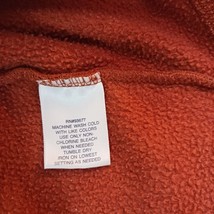 MACHINE WASH COLD
WITH LIKE COLORS
USE ONLY NON
CHLORINE BLEACH
WHEN NEEDED
TUMBLE DRY
IRON ON LOWEST
SETTING AS NEEDED